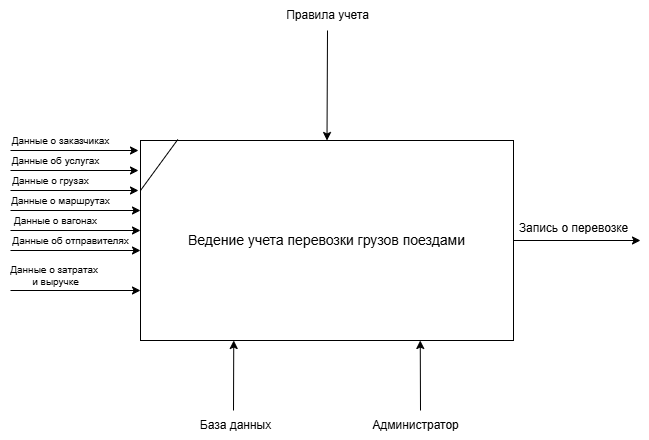 Правила учета
Данные о заказчиках
Данные об услугах
Данные о грузах
Данные о маршрутах
Данные о вагонах
Данные об отправителях
Данные о затратах
и выручке
Ведение учета перевозки грузов поездами
Запись о перевозке
База данных
Администратор